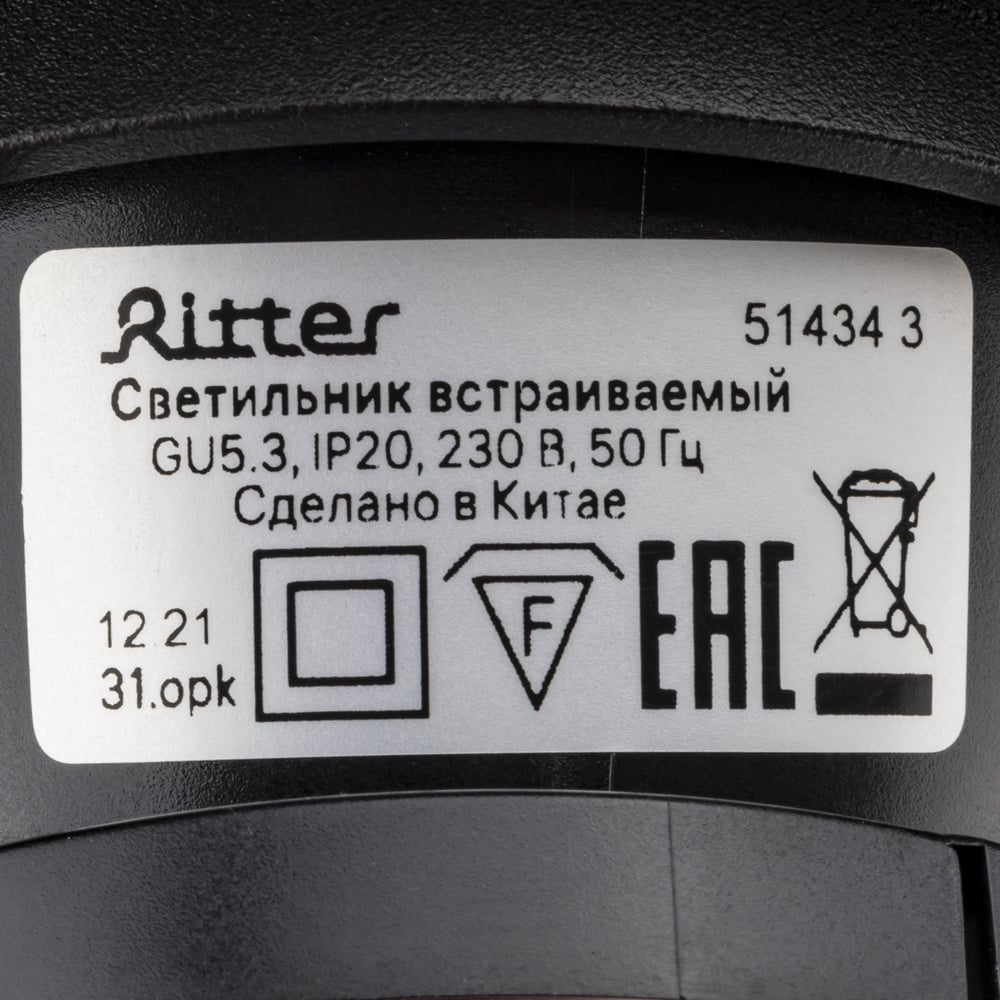 Ritter
51434 3
Светильник встраиваемый
GU5.3, IP20, 230 В, 50 Гц
Сделано в Китае
12.21
31.opk
F
EAC